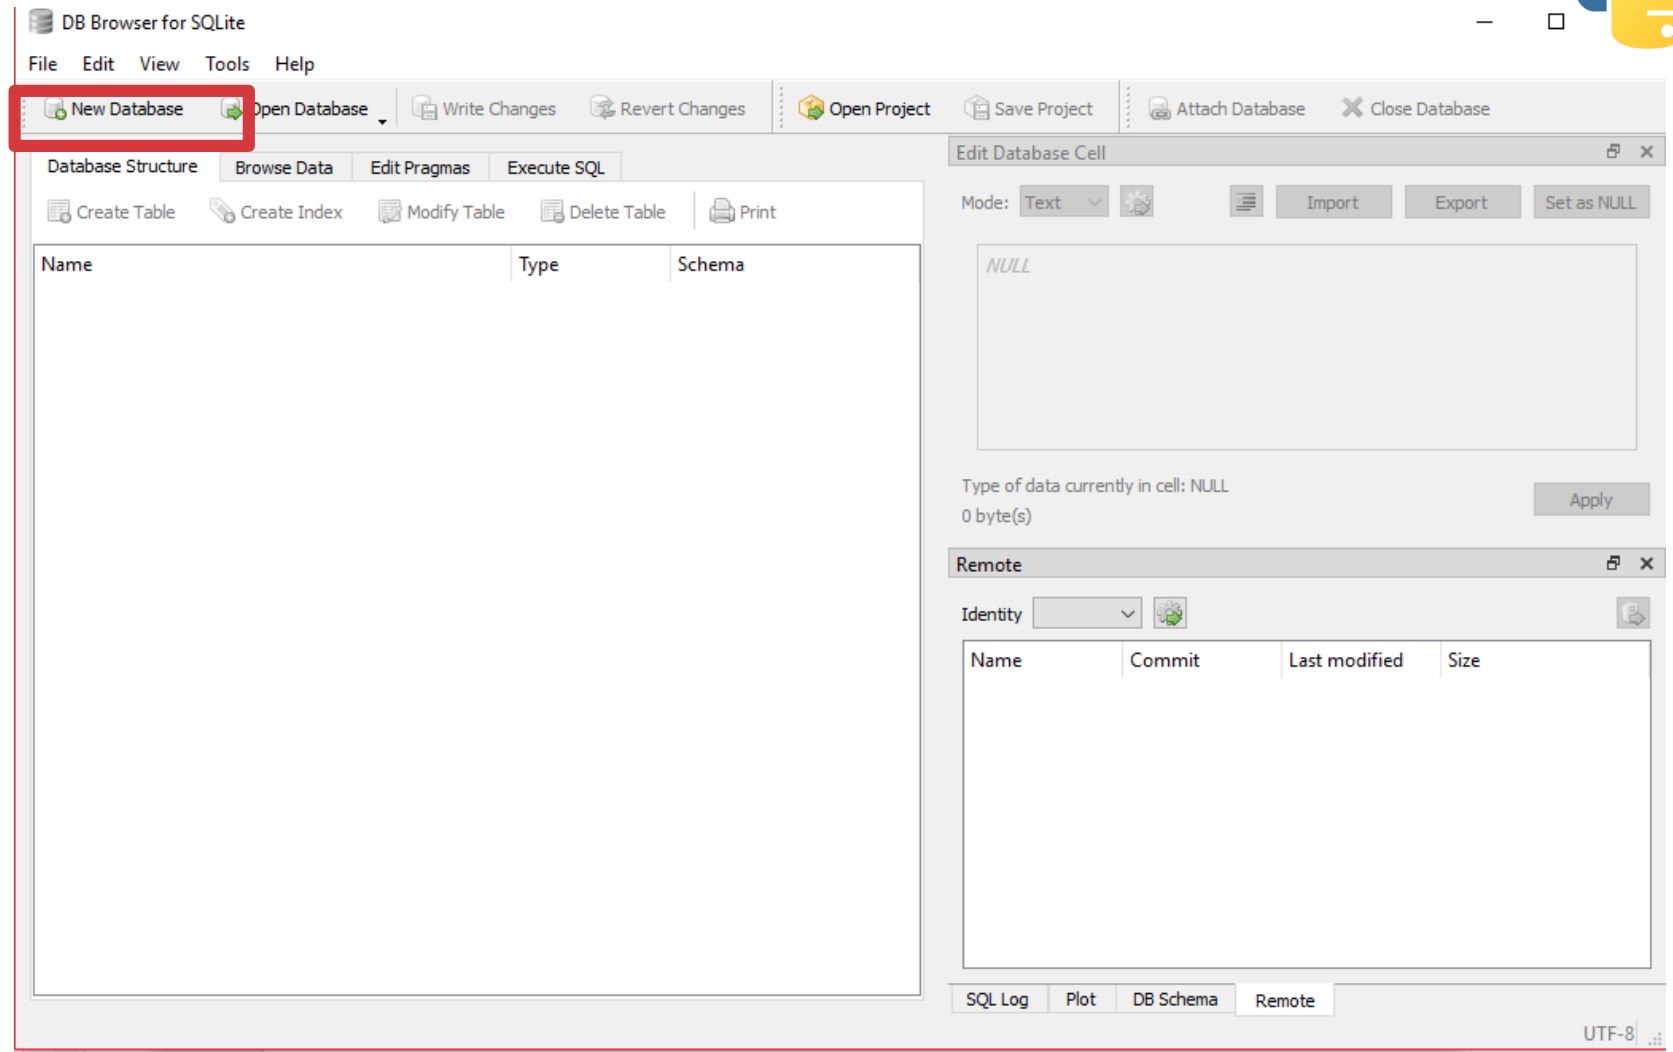 DB Browser for SQLite
File Edit View Tools Help
New Database Open Database Write Changes Revert Changes Open Project Save Project Attach Database Close Database
Database Structure Browse Data Edit Pragmas Execute SQL
Create Table Create Index Modify Table Delete Table Print
Name Type Schema
Edit Database Cell
Mode: Text Import Export Set as NULL
NULL
Type of data currently in cell: NULL
0 byte(s)
Apply
Remote
Identity
Name Commit Last modified Size
SQL Log Plot DB Schema Remote
UTF-8